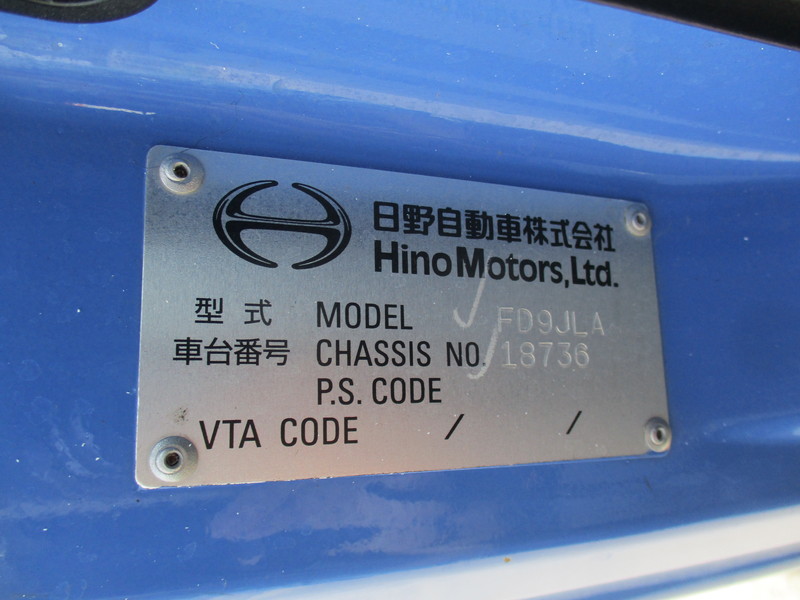 日野自動車株式会社
Hino Motors, Ltd.
型式 MODEL FD9JLA
車台番号 CHASSIS NO. 18736
P.S. CODE
VTA CODE / /